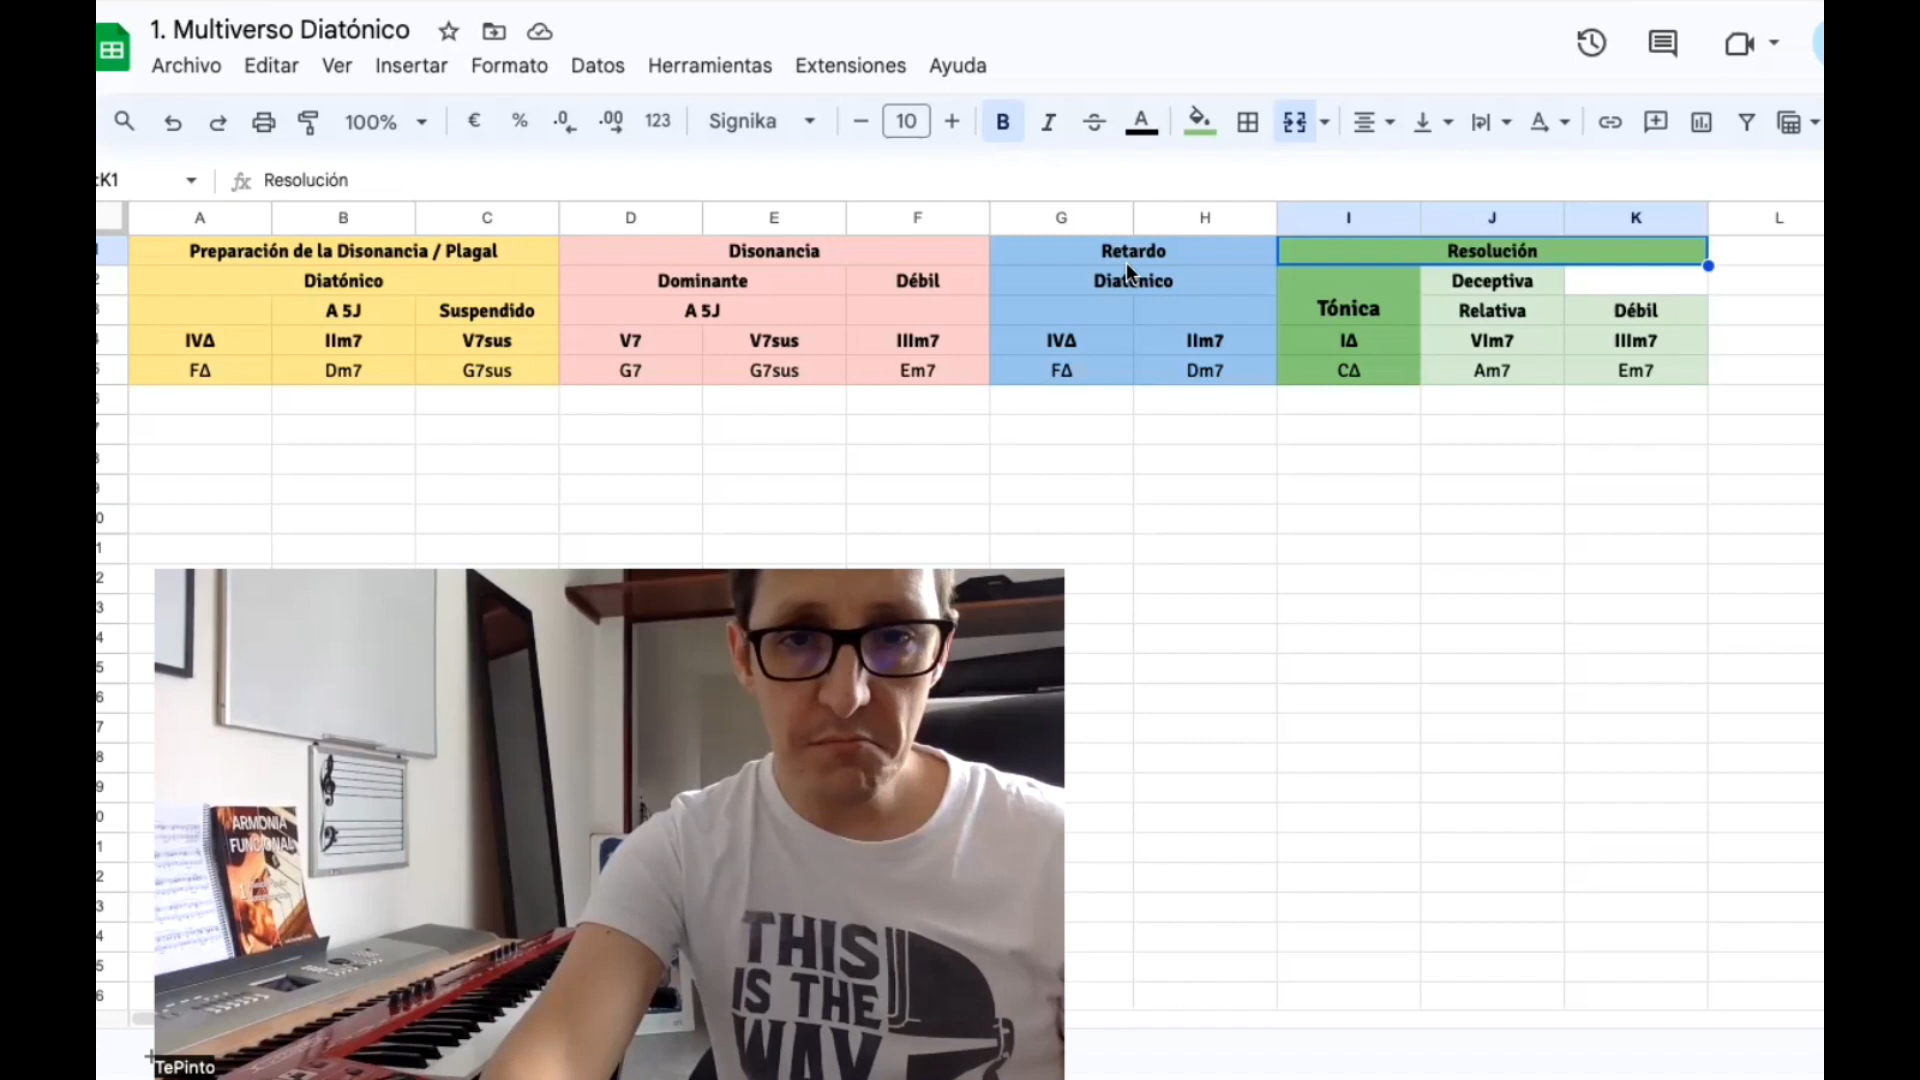 1. Multiverso Diatónico
Archivo Editar Ver Insertar Formato Datos Herramientas Extensiones Ayuda
100% € % .0 .00 123 Signika 10 B I A
:K1 fx Resolución
A B C D E F G H I J K L
Preparación de la Disonancia / Plagal Disonancia Retardo Resolución
Diatónico Dominante Débil Diatónico Tónica Deceptiva
A 5J Suspendido A 5J Relativa Débil
IVΔ IIm7 V7sus V7 V7sus IIIm7 IVΔ IIm7 IΔ VIm7 IIIm7
FΔ Dm7 G7sus G7 G7sus Em7 FΔ Dm7 CΔ Am7 Em7
ARMONIA
FUNCIONAL
THIS
IS THE
WAY
TePinto